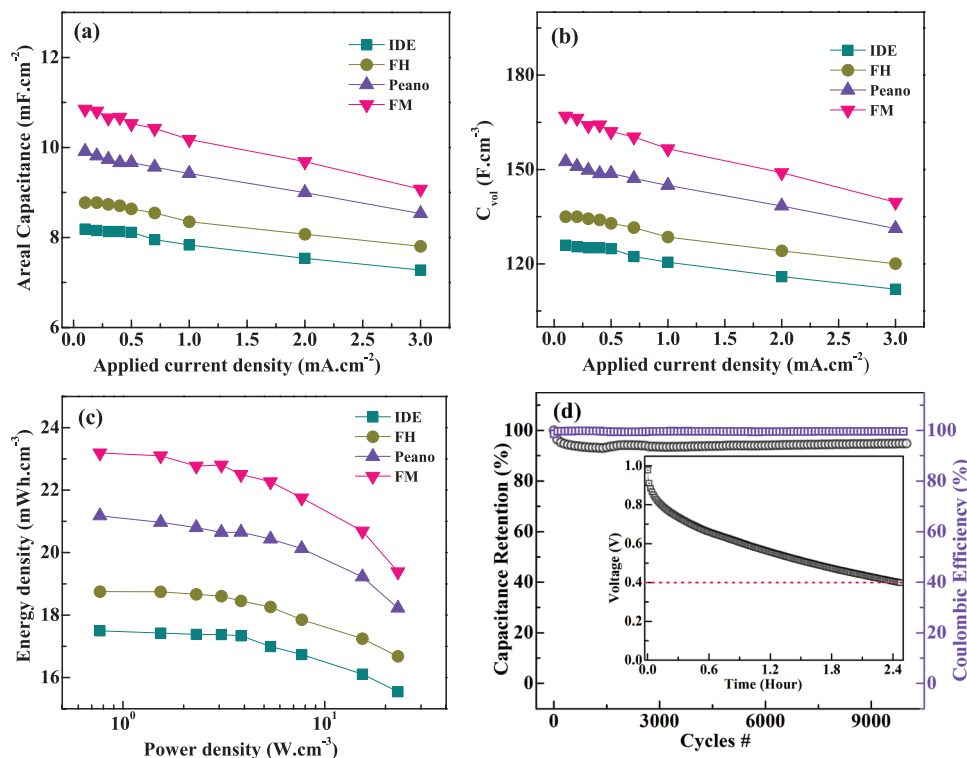 (a)
IDE
FH
Peano
FM
Areal Capacitance (mF.cm⁻²)
12
10
8
6
0.0 0.5 1.0 1.5 2.0 2.5 3.0
Applied current density (mA.cm⁻²)
(b)
IDE
FH
Peano
FM
C_vol (F.cm⁻³)
180
150
120
0.0 0.5 1.0 1.5 2.0 2.5 3.0
Applied current density (mA.cm⁻²)
(c)
IDE
FH
Peano
FM
Energy density (mWh.cm⁻³)
24
22
20
18
16
10⁰ 10¹
Power density (W.cm⁻³)
(d)
Capacitance Retention (%)
100
80
60
40
20
0
Coulombic Efficiency (%)
100
80
60
40
20
0
Voltage (V)
1.0
0.8
0.6
0.4
0.2
0.0
0.0 0.6 1.2 1.8 2.4
Time (Hour)
0 3000 6000 9000
Cycles #